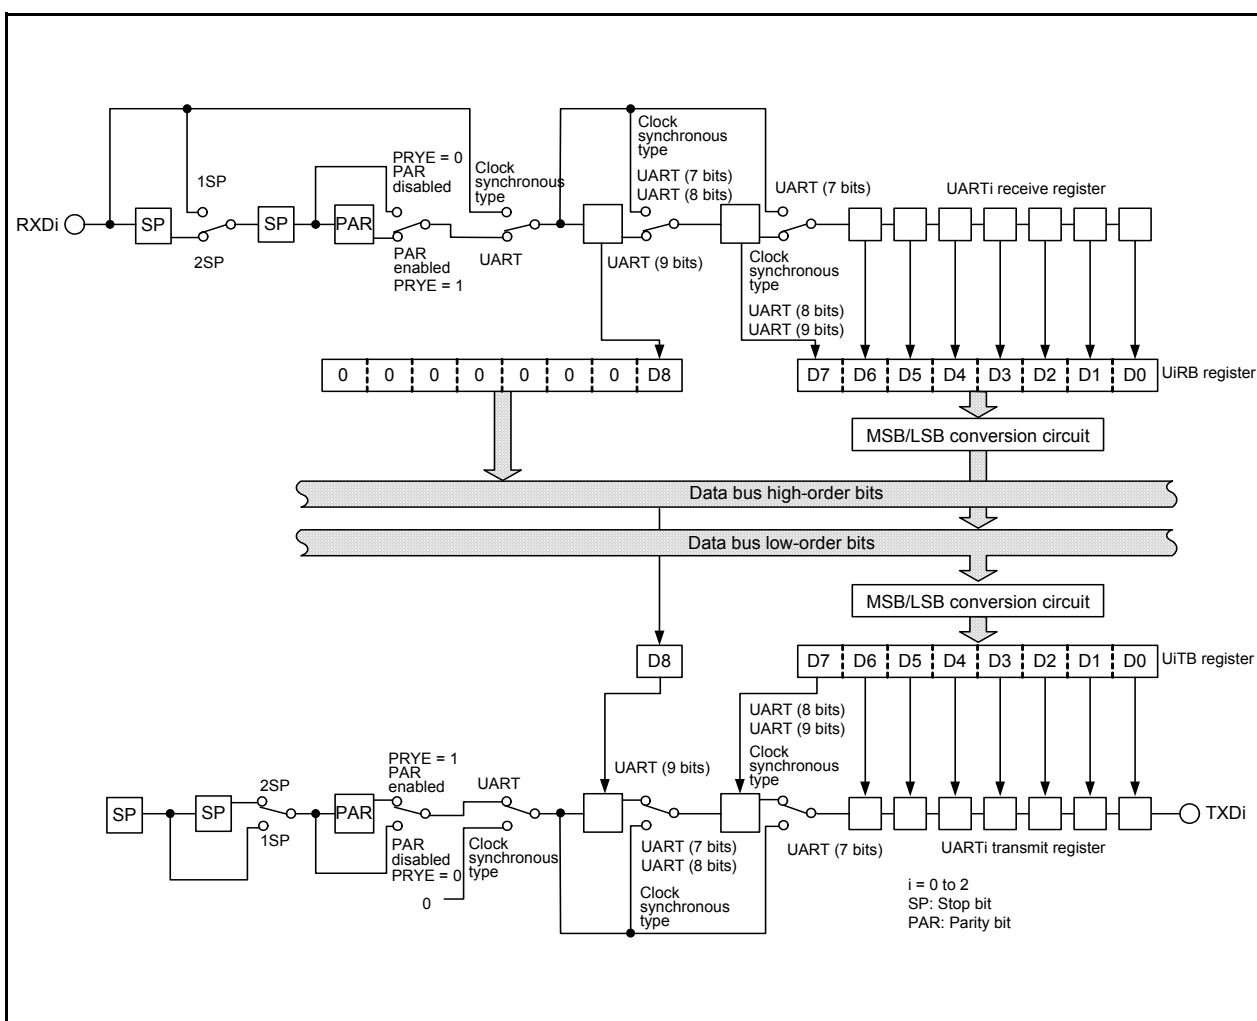 Clock
synchronous
type
PRYE = 0
PAR
disabled
Clock
synchronous
type
1SP
UART (7 bits)
UART (8 bits)
UART (7 bits)
UARTi receive register
RXDi
SP
SP
PAR
2SP
PAR
enabled
PRYE = 1
UART
UART (9 bits)
Clock
synchronous
type
UART (8 bits)
UART (9 bits)
0 0 0 0 0 0 0 D8
D7 D6 D5 D4 D3 D2 D1 D0
UiRB register
MSB/LSB conversion circuit
Data bus high-order bits
Data bus low-order bits
MSB/LSB conversion circuit
D8
D7 D6 D5 D4 D3 D2 D1 D0
UiTB register
UART (8 bits)
UART (9 bits)
Clock
synchronous
type
PRYE = 1
PAR
enabled
UART
UART (9 bits)
2SP
SP
SP
PAR
TXDi
1SP
PAR
disabled
PRYE = 0
0
Clock
synchronous
type
UART (7 bits)
UART (8 bits)
Clock
synchronous
type
UART (7 bits)
UARTi transmit register
i = 0 to 2
SP: Stop bit
PAR: Parity bit